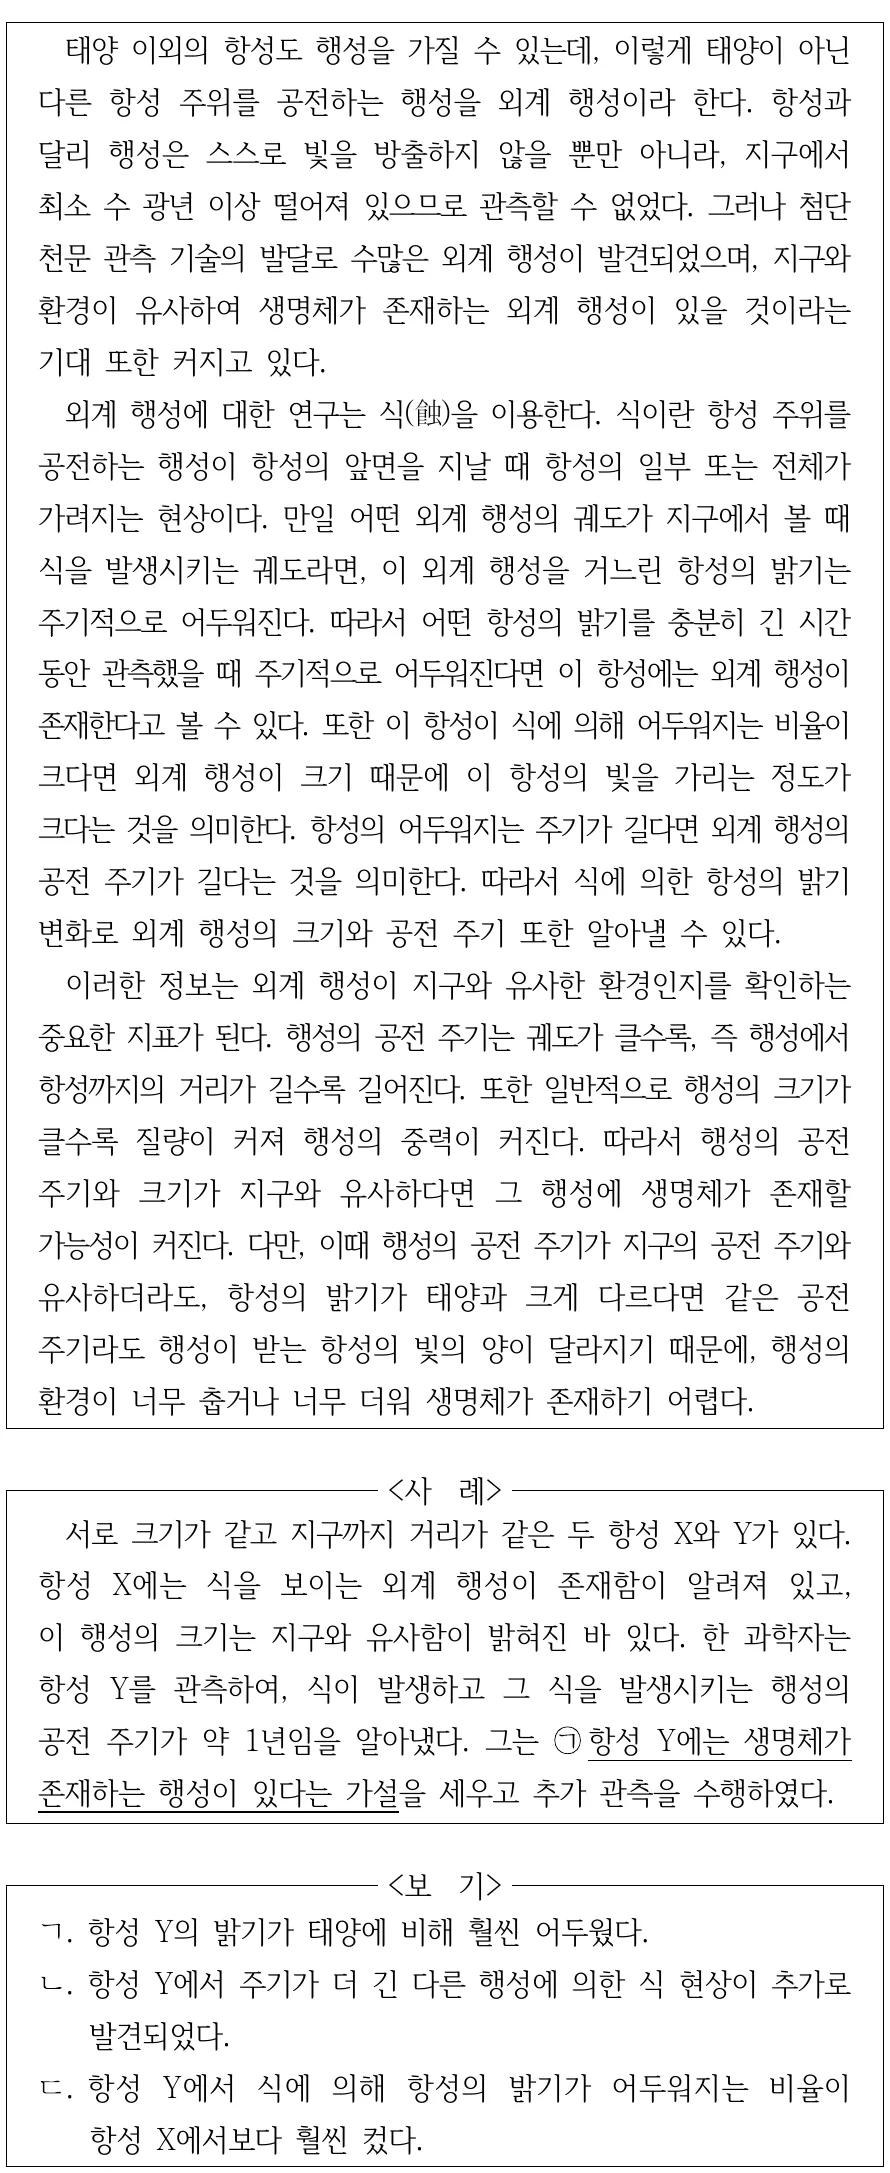 태양 이외의 항성도 행성을 가질 수 있는데, 이렇게 태양이 아닌
다른 항성 주위를 공전하는 행성을 외계 행성이라 한다. 항성과
달리 행성은 스스로 빛을 방출하지 않을 뿐만 아니라, 지구에서
최소 수 광년 이상 떨어져 있으므로 관측할 수 없었다. 그러나 첨단
천문 관측 기술의 발달로 수많은 외계 행성이 발견되었으며, 지구와
환경이 유사하여 생명체가 존재하는 외계 행성이 있을 것이라는
기대 또한 커지고 있다.
외계 행성에 대한 연구는 식(蝕)을 이용한다. 식이란 항성 주위를
공전하는 행성이 항성의 앞면을 지날 때 항성의 일부 또는 전체가
가려지는 현상이다. 만일 어떤 외계 행성의 궤도가 지구에서 볼 때
식을 발생시키는 궤도라면, 이 외계 행성을 거느린 항성의 밝기는
주기적으로 어두워진다. 따라서 어떤 항성의 밝기를 충분히 긴 시간
동안 관측했을 때 주기적으로 어두워진다면 이 항성에는 외계 행성이
존재한다고 볼 수 있다. 또한 이 항성이 식에 의해 어두워지는 비율이
크다면 외계 행성이 크기 때문에 이 항성의 빛을 가리는 정도가
크다는 것을 의미한다. 항성의 어두워지는 주기가 길다면 외계 행성의
공전 주기가 길다는 것을 의미한다. 따라서 식에 의한 항성의 밝기
변화로 외계 행성의 크기와 공전 주기 또한 알아낼 수 있다.
이러한 정보는 외계 행성이 지구와 유사한 환경인지를 확인하는
중요한 지표가 된다. 행성의 공전 주기는 궤도가 클수록, 즉 행성에서
항성까지의 거리가 길수록 길어진다. 또한 일반적으로 행성의 크기가
클수록 질량이 커져 행성의 중력이 커진다. 따라서 행성의 공전
주기와 크기가 지구와 유사하다면 그 행성에 생명체가 존재할
가능성이 커진다. 다만, 이때 행성의 공전 주기가 지구의 공전 주기와
유사하더라도, 항성의 밝기가 태양과 크게 다르다면 같은 공전
주기라도 행성이 받는 항성의 빛의 양이 달라지기 때문에, 행성의
환경이 너무 춥거나 너무 더워 생명체가 존재하기 어렵다.
<사 례>
서로 크기가 같고 지구까지 거리가 같은 두 항성 X와 Y가 있다.
항성 X에는 식을 보이는 외계 행성이 존재함이 알려져 있고,
이 행성의 크기는 지구와 유사함이 밝혀진 바 있다. 한 과학자는
항성 Y를 관측하여, 식이 발생하고 그 식을 발생시키는 행성의
공전 주기가 약 1년임을 알아냈다. 그는 ㉠항성 Y에는 생명체가
존재하는 행성이 있다는 가설을 세우고 추가 관측을 수행하였다.
<보 기>
ㄱ. 항성 Y의 밝기가 태양에 비해 훨씬 어두웠다.
ㄴ. 항성 Y에서 주기가 더 긴 다른 행성에 의한 식 현상이 추가로
발견되었다.
ㄷ. 항성 Y에서 식에 의해 항성의 밝기가 어두워지는 비율이
항성 X에서보다 훨씬 컸다.